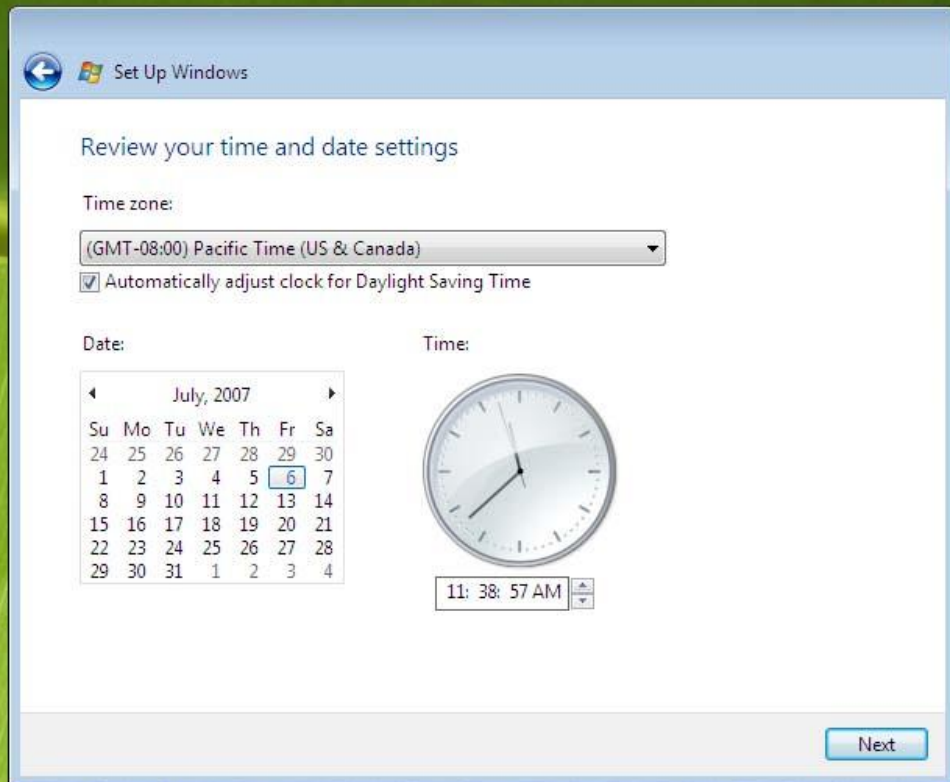 Set Up Windows
Review your time and date settings
Time zone:
(GMT-08:00) Pacific Time (US & Canada)
Automatically adjust clock for Daylight Saving Time
Date:
Time:
July, 2007
Su Mo Tu We Th Fr Sa
24 25 26 27 28 29 30
1 2 3 4 5 6 7
8 9 10 11 12 13 14
15 16 17 18 19 20 21
22 23 24 25 26 27 28
29 30 31 1 2 3 4
11: 38: 57 AM
Next